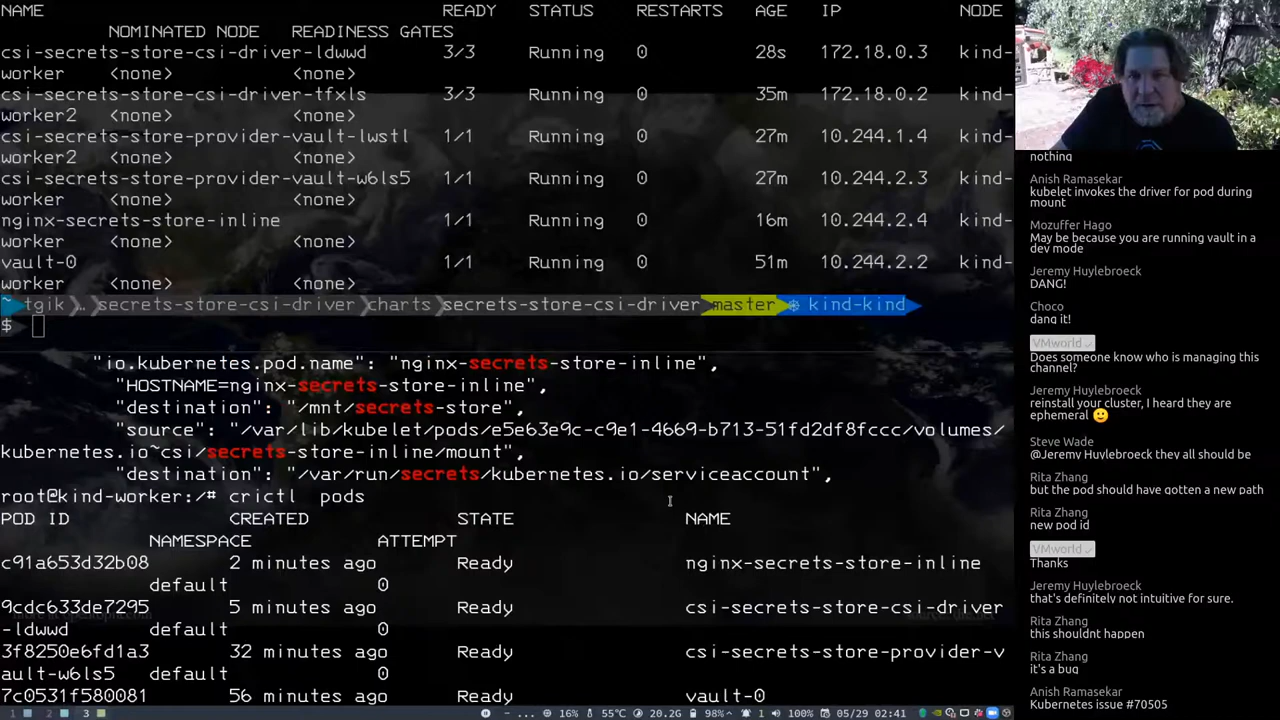 NAME READY STATUS RESTARTS AGE IP NODE
NOMINATED NODE READINESS GATES
csi-secrets-store-csi-driver-ldwwd 3/3 Running 0 28s 172.18.0.3 kind-
worker <none> <none>
csi-secrets-store-csi-driver-tfxls 3/3 Running 0 35m 172.18.0.2 kind-
worker2 <none> <none>
csi-secrets-store-provider-vault-lwstl 1/1 Running 0 27m 10.244.1.4 kind-
worker2 <none> <none>
csi-secrets-store-provider-vault-w6ls5 1/1 Running 0 27m 10.244.2.3 kind-
worker <none> <none>
nginx-secrets-store-inline 1/1 Running 0 16m 10.244.2.4 kind-
worker <none> <none>
vault-0 1/1 Running 0 51m 10.244.2.2 kind-
worker <none> <none>
~ tgik … secrets-store-csi-driver charts secrets-store-csi-driver master ⎈ kind-kind
$
"io.kubernetes.pod.name": "nginx-secrets-store-inline",
"HOSTNAME=nginx-secrets-store-inline",
"destination": "/mnt/secrets-store",
"source": "/var/lib/kubelet/pods/e5e63e9c-c9e1-4669-b713-51fd2df8fccc/volumes/
kubernetes.io~csi/secrets-store-inline/mount",
"destination": "/var/run/secrets/kubernetes.io/serviceaccount",
root@kind-worker:/# crictl pods
POD ID CREATED STATE NAME
NAMESPACE ATTEMPT
c91a653d32b08 2 minutes ago Ready nginx-secrets-store-inline
default 0
9cdc633de7295 5 minutes ago Ready csi-secrets-store-csi-driver
-ldwwd default 0
3f8250e6fd1a3 32 minutes ago Ready csi-secrets-store-provider-v
ault-w6ls5 default 0
7c0531f580081 56 minutes ago Ready vault-0
1 2 3 16% 55°C 20.2G 98% 1 100% 05/29 02:41
nothing
Anish Ramasekar
kubelet invokes the driver for pod during
mount
Mozuffer Hago
May be because you are running vault in a
dev mode
Jeremy Huylebroeck
DANG!
Choco
dang it!
VMworld ✓
Does someone know who is managing this
channel?
Jeremy Huylebroeck
reinstall your cluster, I heard they are
ephemeral 🙂
Steve Wade
@Jeremy Huylebroeck they all should be
Rita Zhang
but the pod should have gotten a new path
Rita Zhang
new pod id
VMworld ✓
Thanks
Jeremy Huylebroeck
that's definitely not intuitive for sure.
Rita Zhang
this shouldnt happen
Rita Zhang
it's a bug
Anish Ramasekar
Kubernetes issue #70505